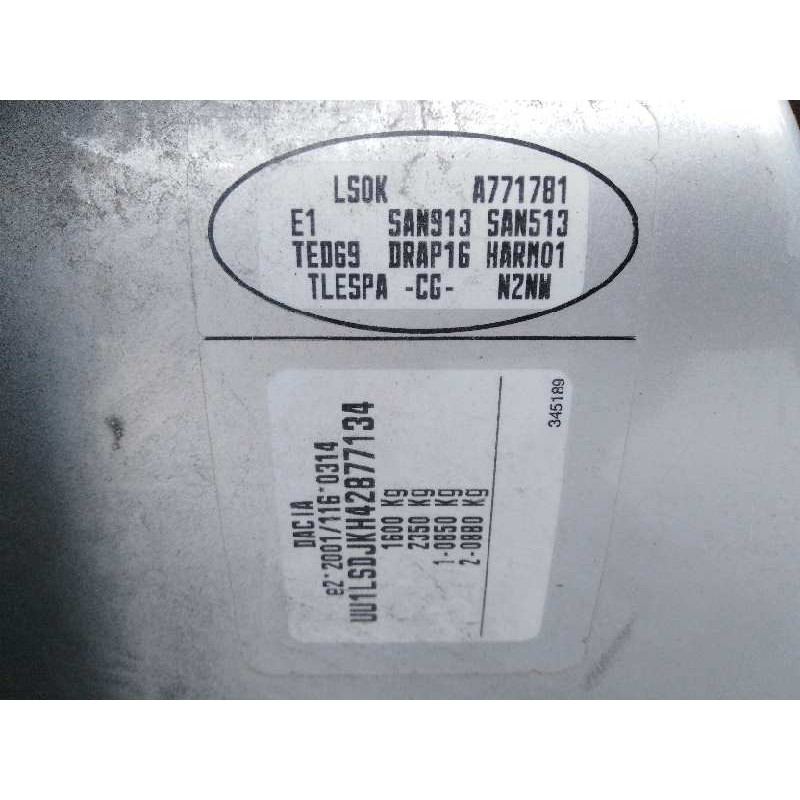 LS0K A771781
E1 SAN913 SAN513
TED69 DRAP16 HARM01
TLESPA -CG- N2NW
DACIA
e2*2001/116*0314
UU1LSDJKH42877134
1600 Kg
2350 Kg
1-0850 Kg
2-0880 Kg
345189